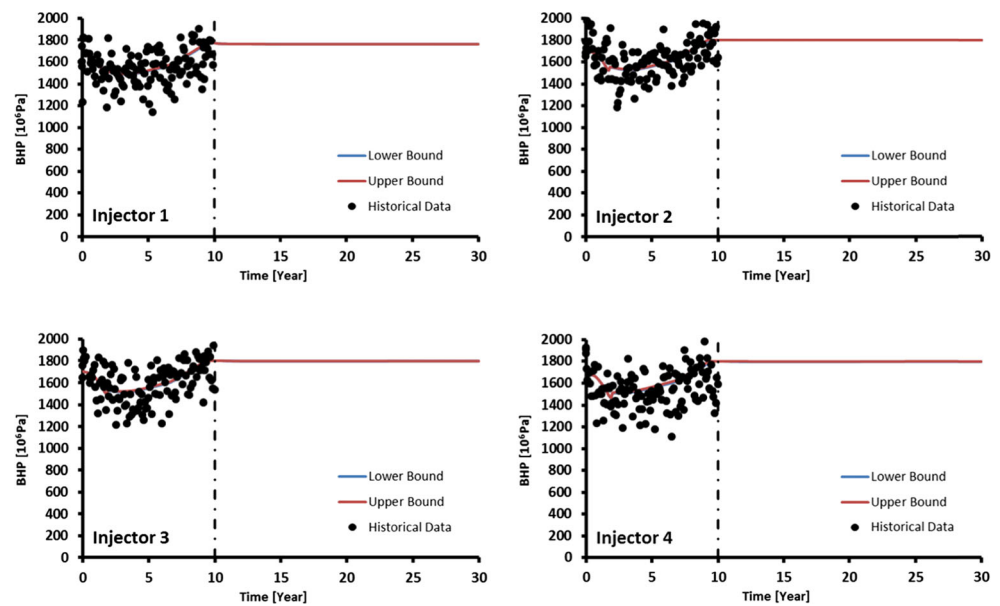 2000
1800
1600
1400
1200
1000
800
600
400
200
0
BHP [10⁶Pa]
Lower Bound
Upper Bound
Historical Data
Injector 1
0 5 10 15 20 25 30
Time [Year]
2000
1800
1600
1400
1200
1000
800
600
400
200
0
BHP [10⁶Pa]
Lower Bound
Upper Bound
Historical Data
Injector 2
0 5 10 15 20 25 30
Time [Year]
2000
1800
1600
1400
1200
1000
800
600
400
200
0
BHP [10⁶Pa]
Lower Bound
Upper Bound
Historical Data
Injector 3
0 5 10 15 20 25 30
Time [Year]
2000
1800
1600
1400
1200
1000
800
600
400
200
0
BHP [10⁶Pa]
Lower Bound
Upper Bound
Historical Data
Injector 4
0 5 10 15 20 25 30
Time [Year]